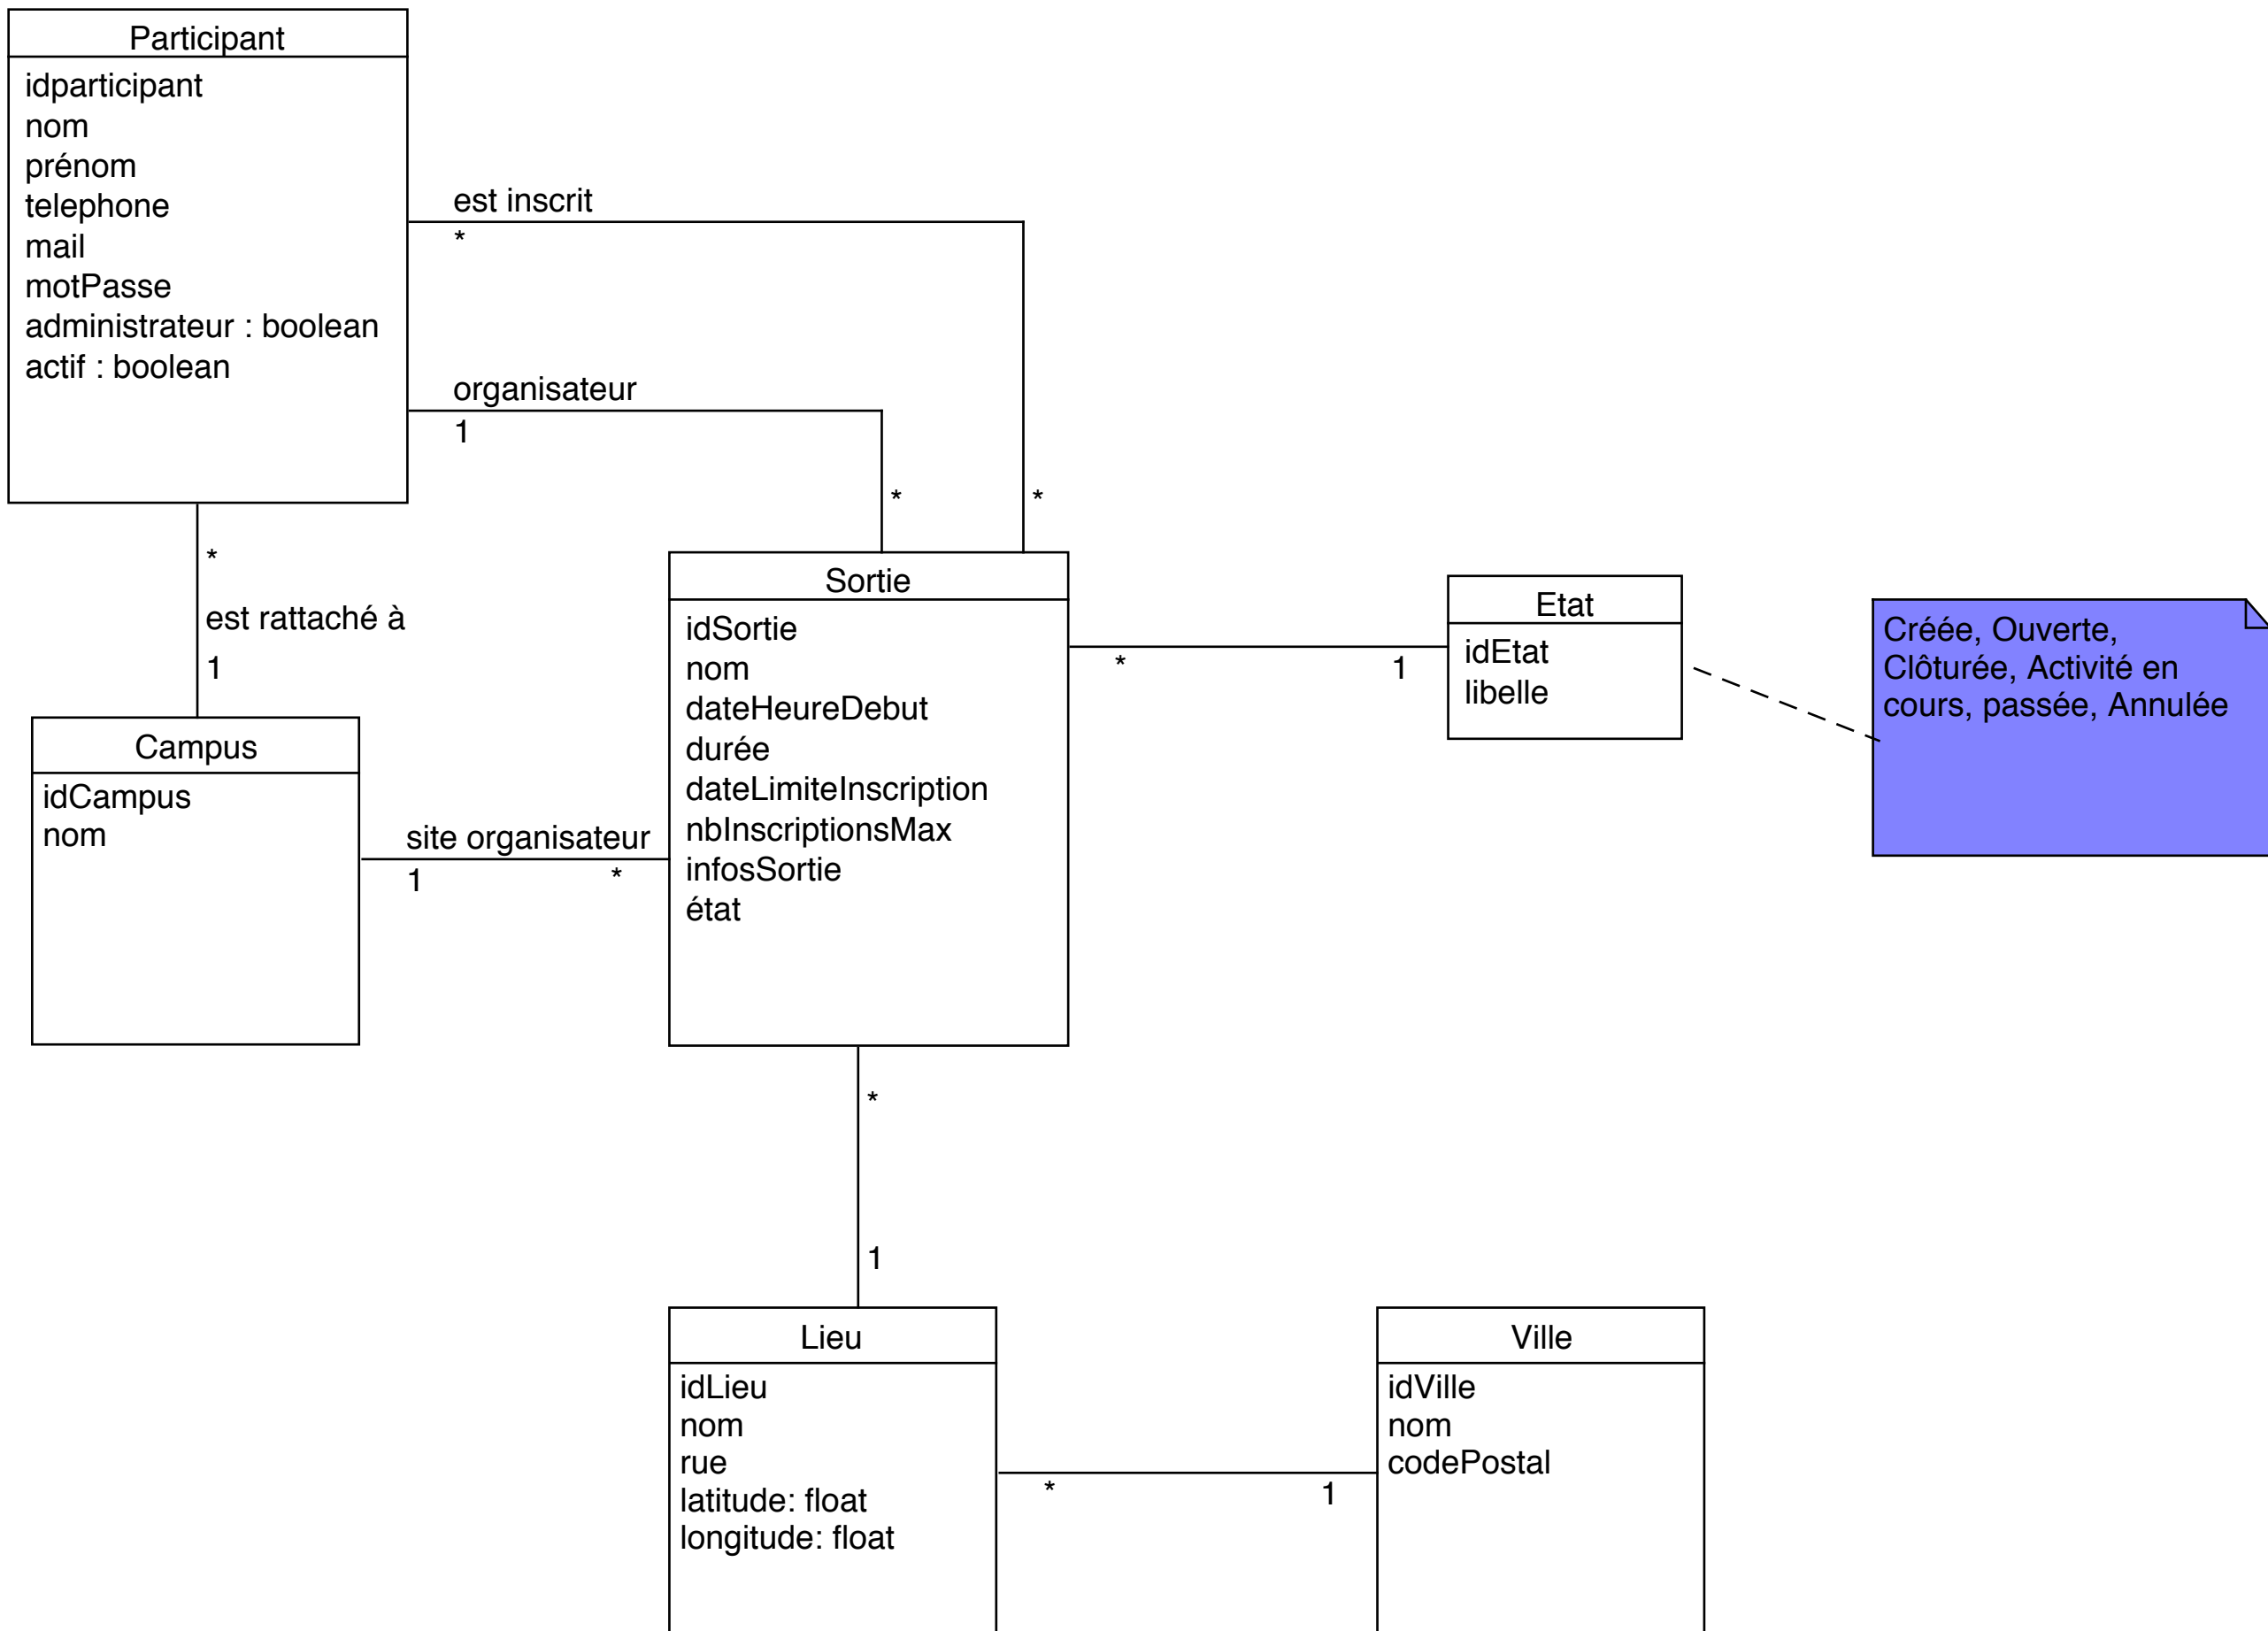 Participant
idparticipant
nom
prénom
telephone
mail
motPasse
administrateur : boolean
actif : boolean
est inscrit
*
organisateur
1
*
*
*
est rattaché à
1
Sortie
idSortie
nom
dateHeureDebut
durée
dateLimiteInscription
nbInscriptionsMax
infosSortie
état
*
1
Etat
idEtat
libelle
Créée, Ouverte,
Clôturée, Activité en
cours, passée, Annulée
Campus
idCampus
nom
site organisateur
1
*
*
1
Lieu
idLieu
nom
rue
latitude: float
longitude: float
*
1
Ville
idVille
nom
codePostal